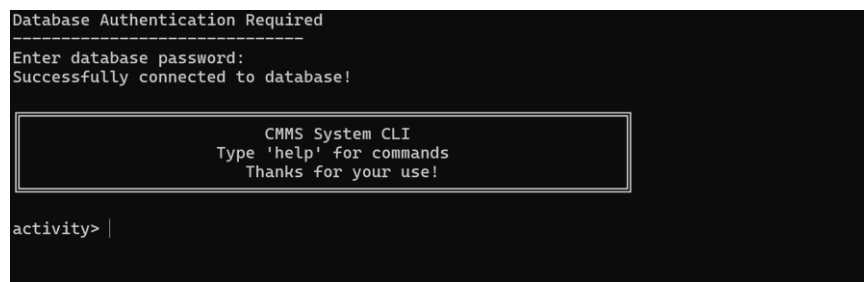 Database Authentication Required
------------------------------
Enter database password:
Successfully connected to database!
CMMS System CLI
Type 'help' for commands
Thanks for your use!
activity>